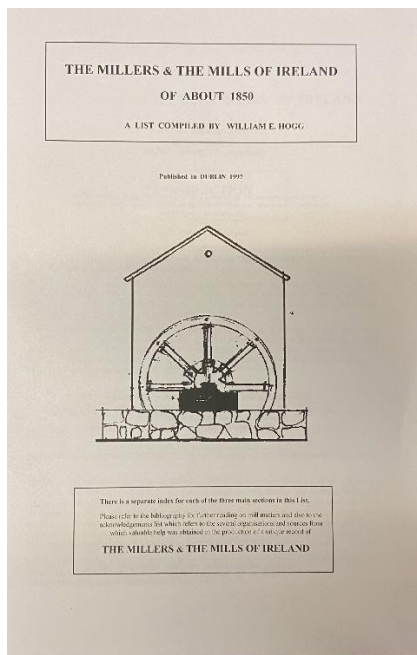 THE MILLERS & THE MILLS OF IRELAND
OF ABOUT 1850
A LIST COMPILED BY WILLIAM E. HOGG
Published in DUBLIN 1997
There is a separate index for each of the three main sections in this List.
Please refer to the bibliography for further reading on mill matters and also to the
acknowledgements list which refers to the several organisations and sources from
which valuable help was obtained in the production of a unique record of
THE MILLERS & THE MILLS OF IRELAND